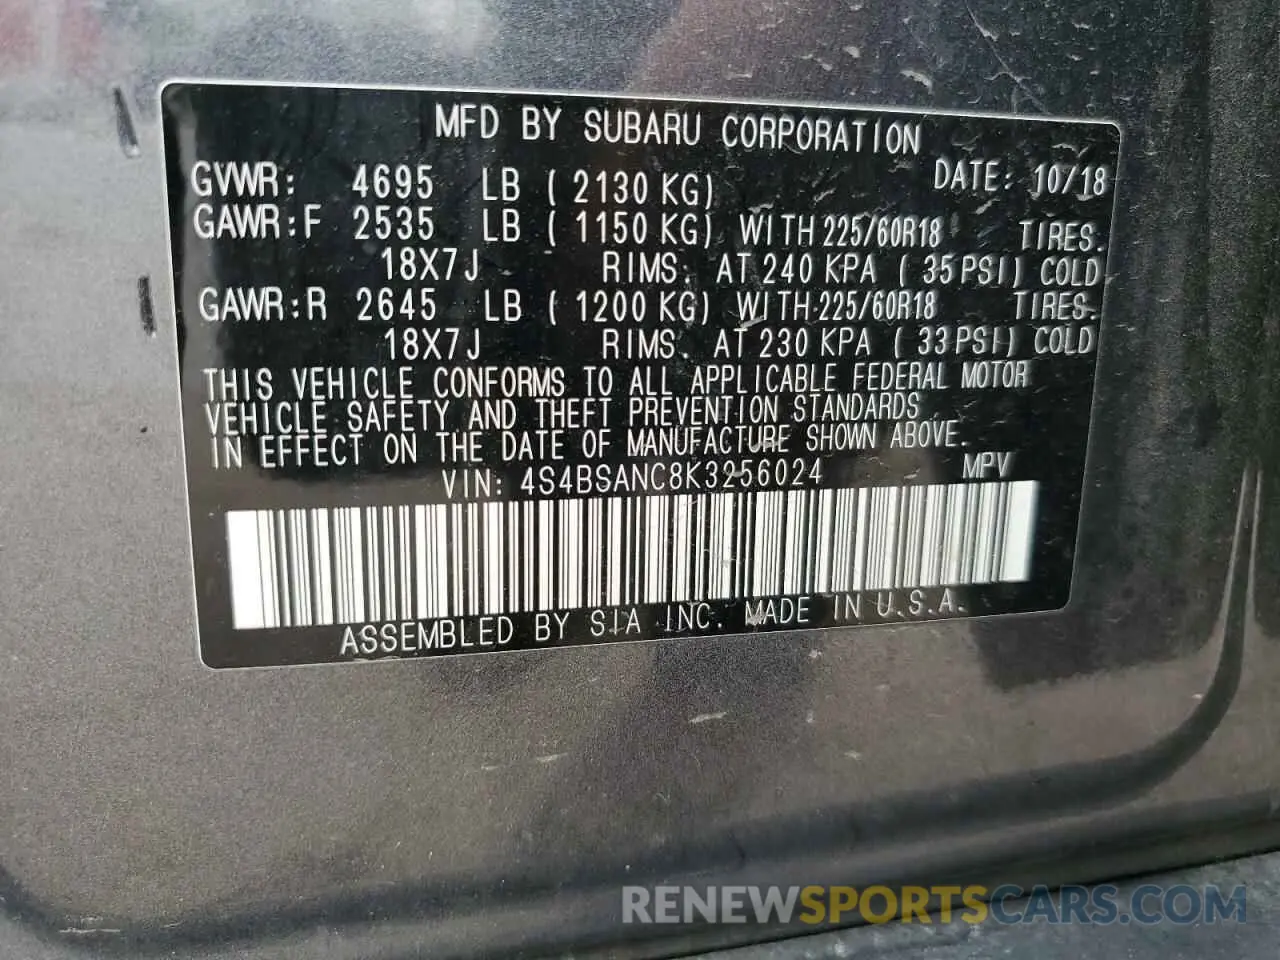 MFD BY SUBARU CORPORATION
GVWR: 4695 LB ( 2130 KG) DATE: 10/18
GAWR:F 2535 LB ( 1150 KG) WITH 225/60R18 TIRES.
18X7J RIMS. AT 240 KPA ( 35PSI) COLD
GAWR:R 2645 LB ( 1200 KG) WITH 225/60R18 TIRES.
18X7J RIMS. AT 230 KPA ( 33PSI) COLD
THIS VEHICLE CONFORMS TO ALL APPLICABLE FEDERAL MOTOR
VEHICLE SAFETY AND THEFT PREVENTION STANDARDS
IN EFFECT ON THE DATE OF MANUFACTURE SHOWN ABOVE.
VIN: 4S4BSANC8K3256024 MPV
ASSEMBLED BY SIA INC. MADE IN U.S.A.
RENEWSPORTSCARS.COM